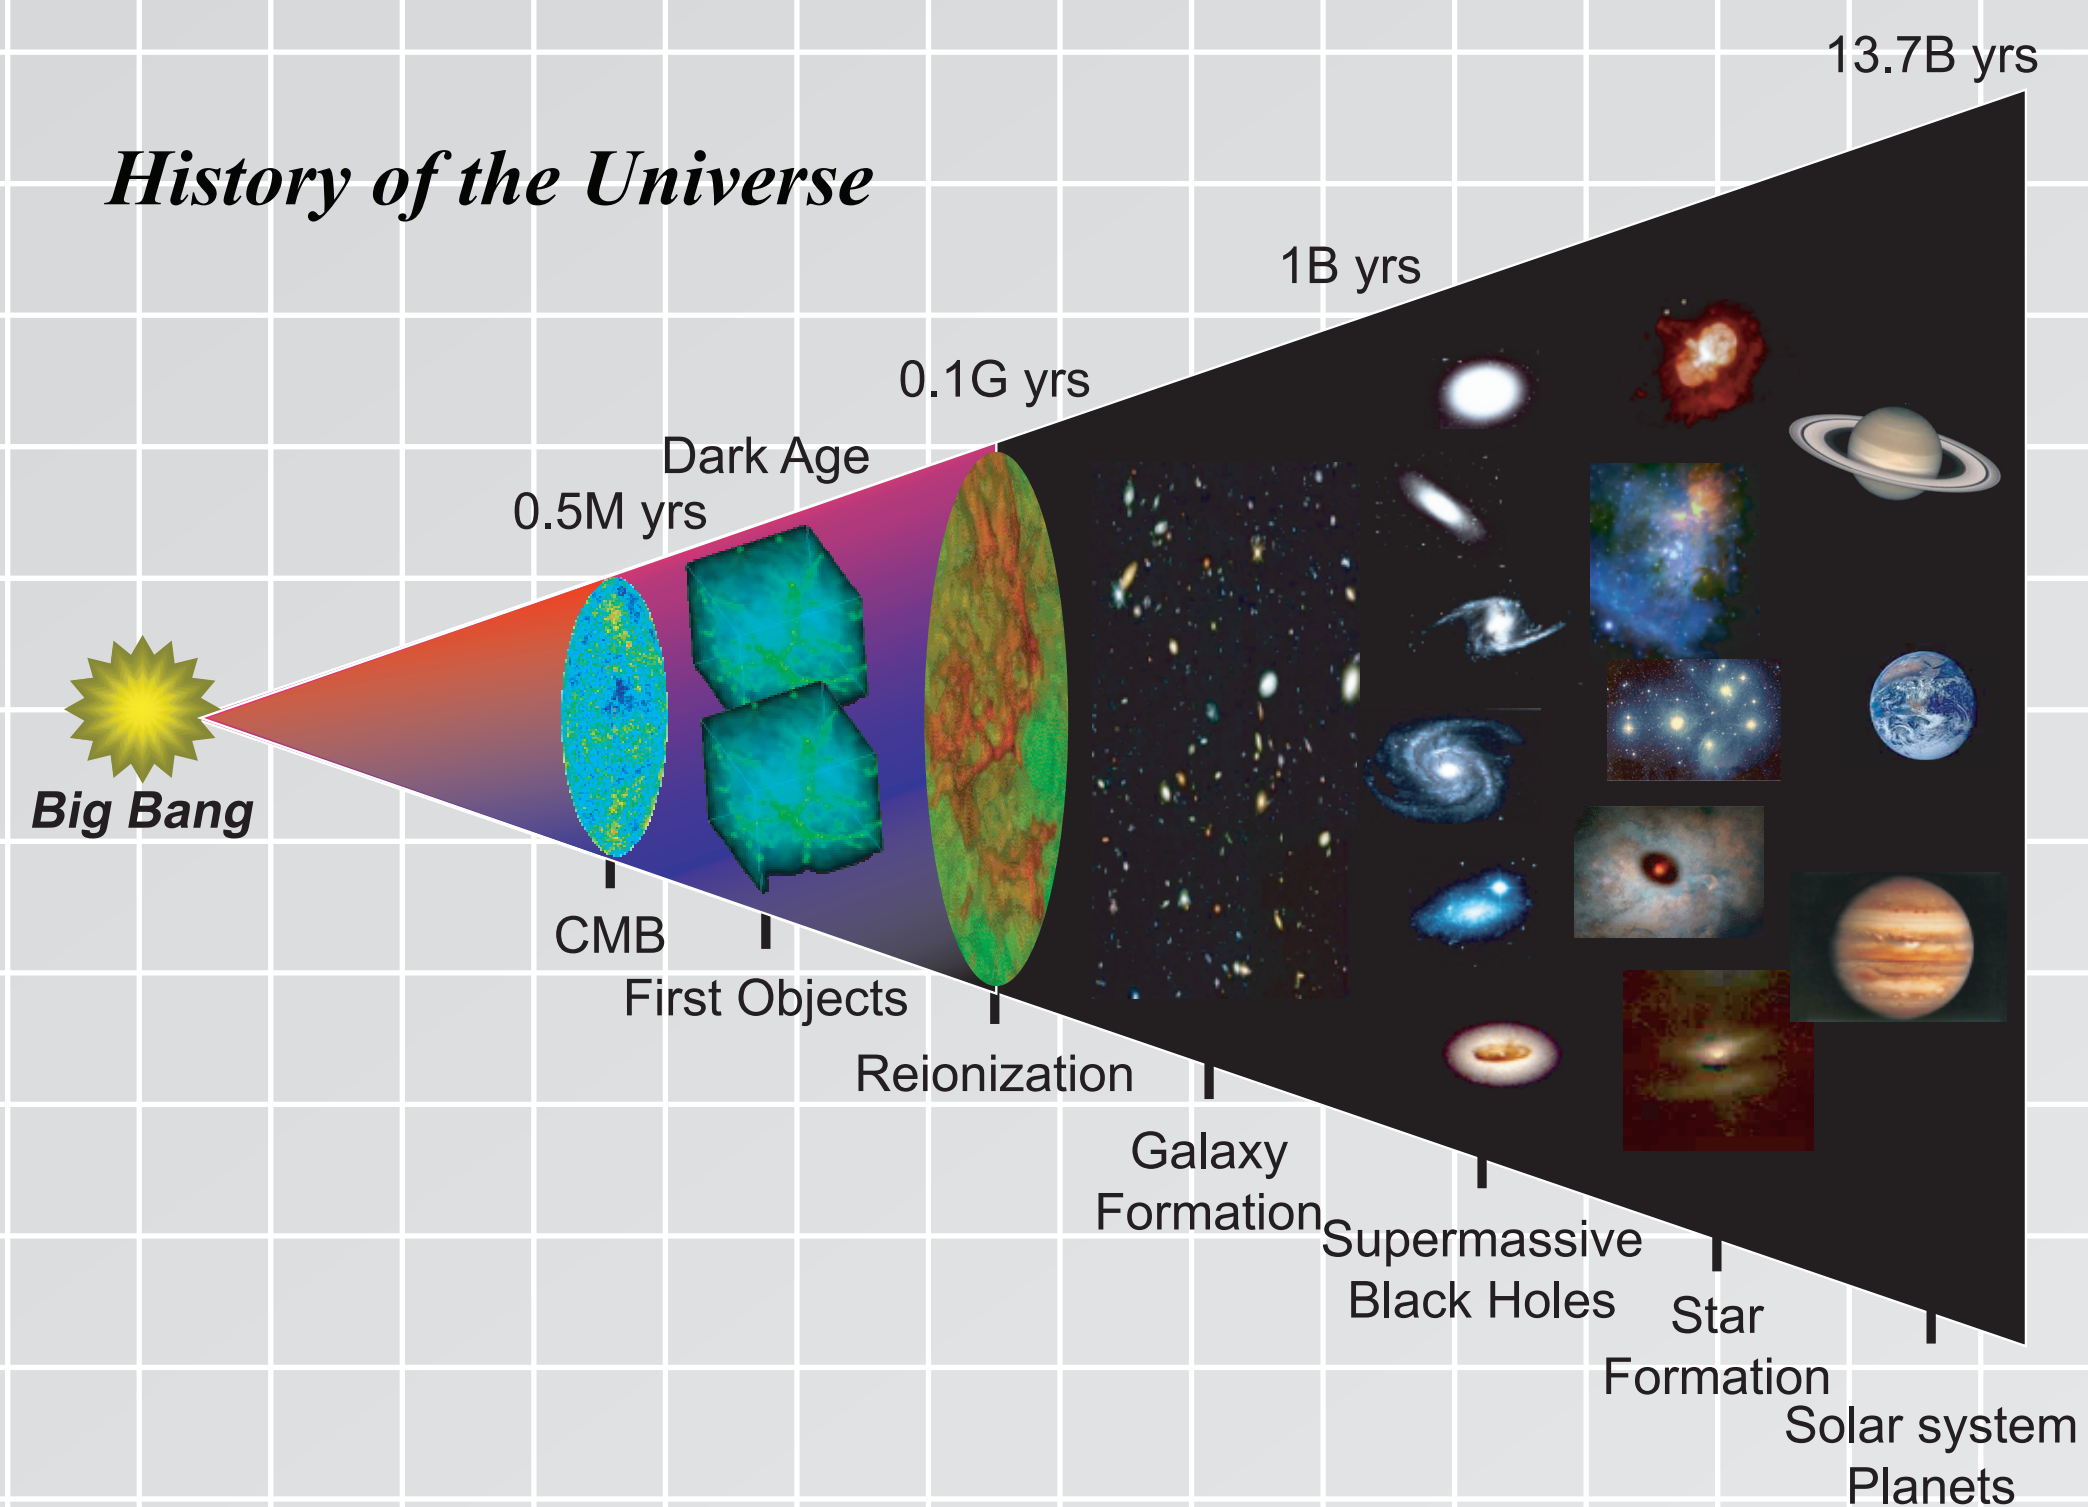 13.7B yrs
History of the Universe
1B yrs
0.1G yrs
Dark Age
0.5M yrs
Big Bang
CMB
First Objects
Reionization
Galaxy
Formation
Supermassive
Black Holes
Star
Formation
Solar system
Planets